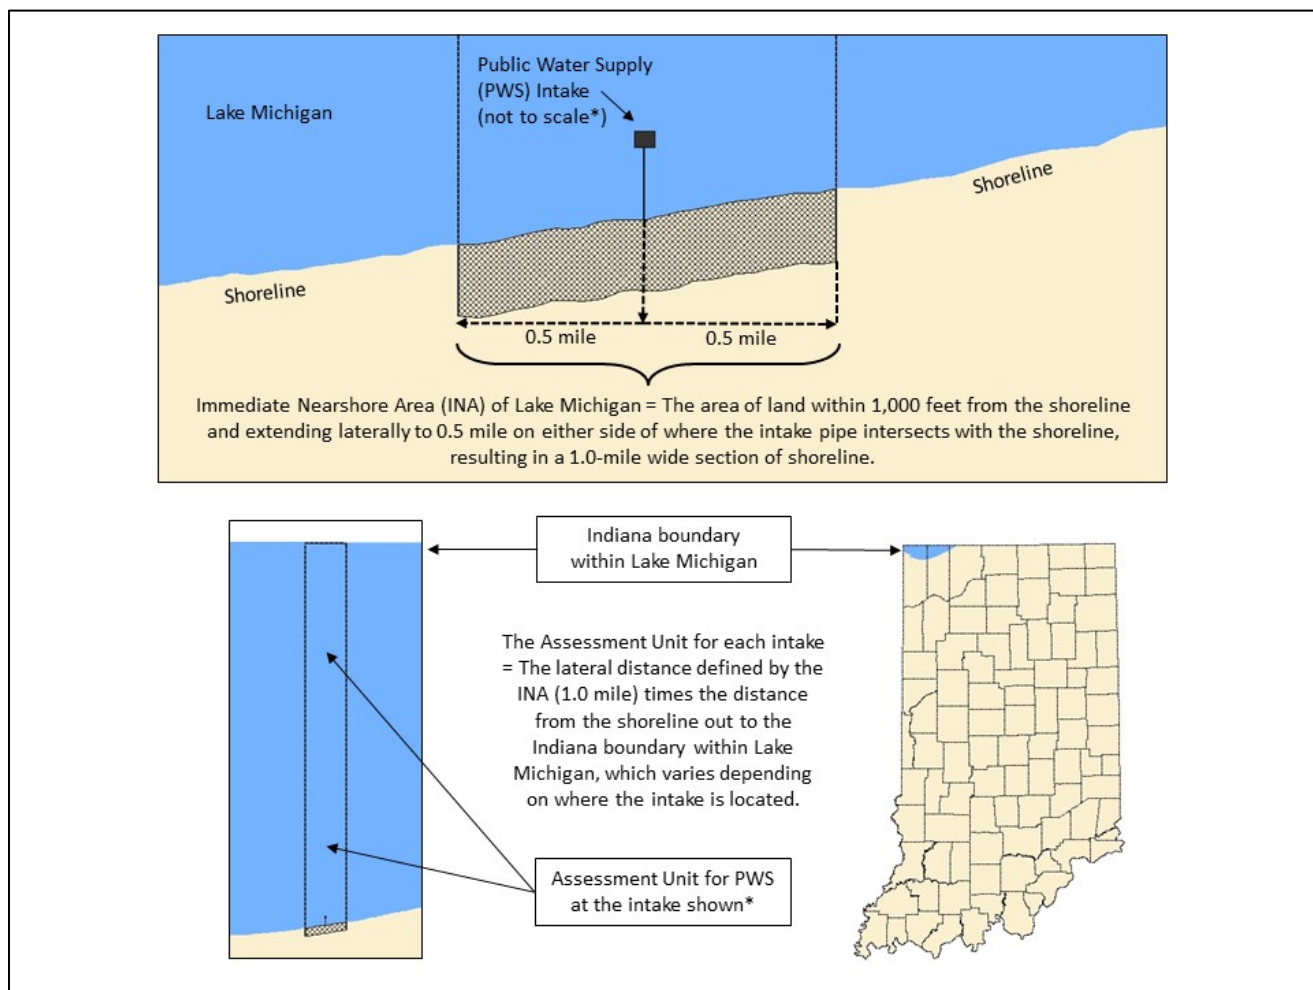 Public Water Supply
(PWS) Intake
(not to scale*)
Lake Michigan
Shoreline
Shoreline
0.5 mile
0.5 mile
Immediate Nearshore Area (INA) of Lake Michigan = The area of land within 1,000 feet from the shoreline
and extending laterally to 0.5 mile on either side of where the intake pipe intersects with the shoreline,
resulting in a 1.0-mile wide section of shoreline.
Indiana boundary
within Lake Michigan
The Assessment Unit for each intake
= The lateral distance defined by the
INA (1.0 mile) times the distance
from the shoreline out to the
Indiana boundary within Lake
Michigan, which varies depending
on where the intake is located.
Assessment Unit for PWS
at the intake shown*